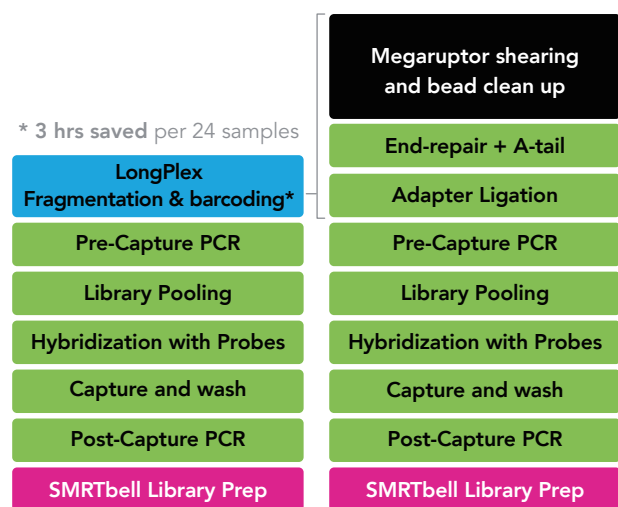 * 3 hrs saved per 24 samples
LongPlex
Fragmentation & barcoding*
Pre-Capture PCR
Library Pooling
Hybridization with Probes
Capture and wash
Post-Capture PCR
SMRTbell Library Prep
Megaruptor shearing
and bead clean up
End-repair + A-tail
Adapter Ligation
Pre-Capture PCR
Library Pooling
Hybridization with Probes
Capture and wash
Post-Capture PCR
SMRTbell Library Prep